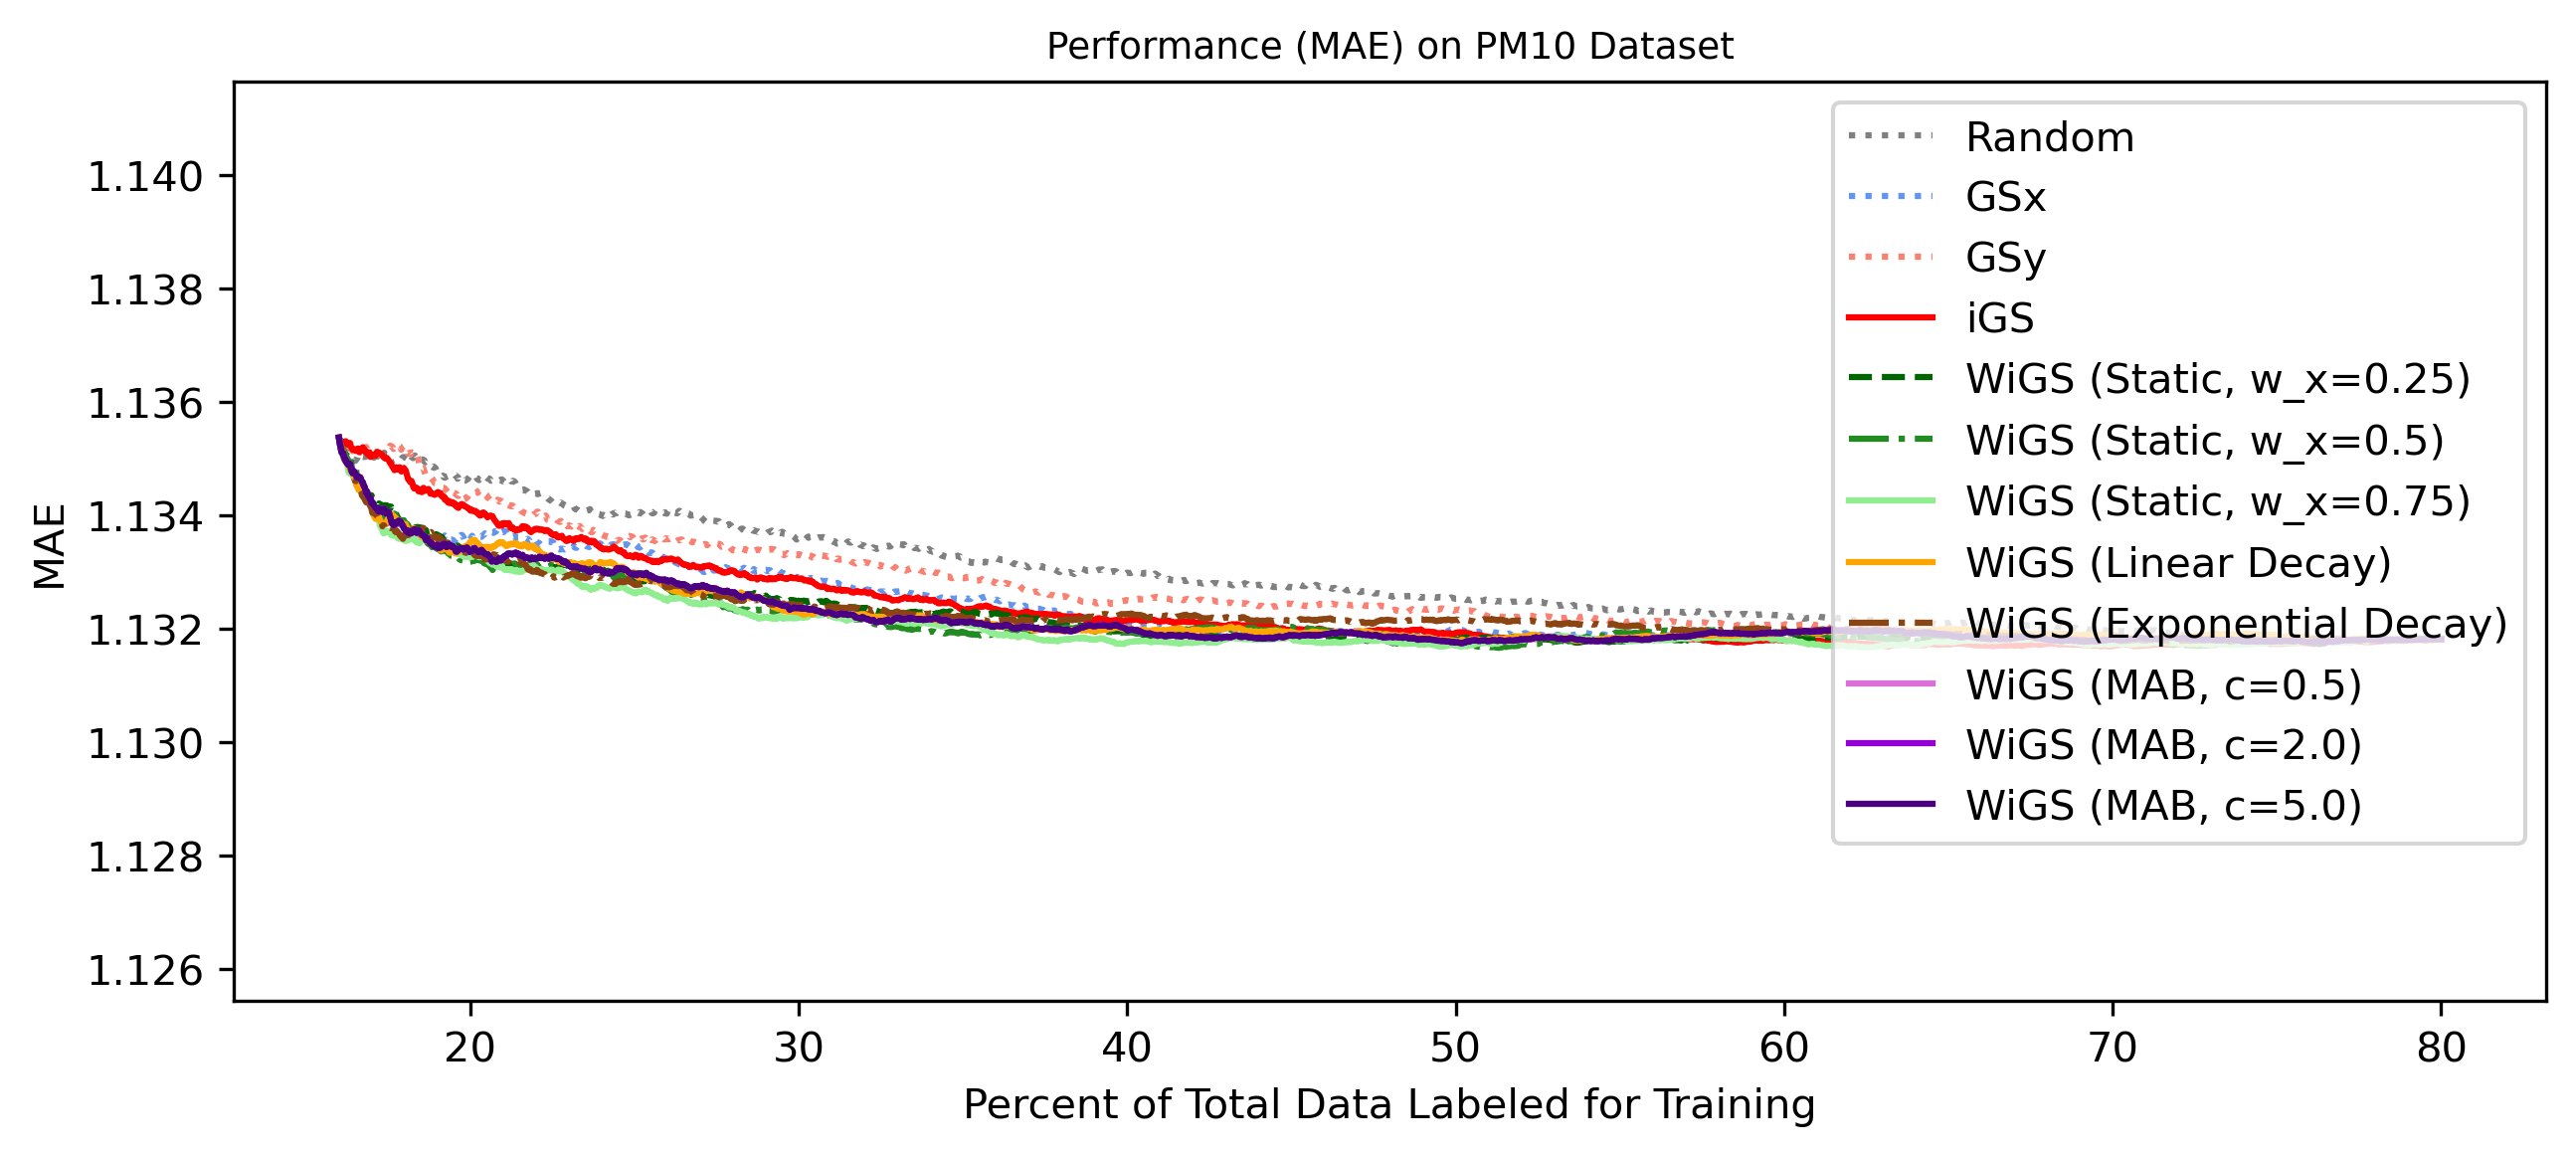 Performance (MAE) on PM10 Dataset
MAE
1.140
1.138
1.136
1.134
1.132
1.130
1.128
1.126
Random
GSx
GSy
iGS
WiGS (Static, w_x=0.25)
WiGS (Static, w_x=0.5)
WiGS (Static, w_x=0.75)
WiGS (Linear Decay)
WiGS (Exponential Decay)
WiGS (MAB, c=0.5)
WiGS (MAB, c=2.0)
WiGS (MAB, c=5.0)
20 30 40 50 60 70 80
Percent of Total Data Labeled for Training